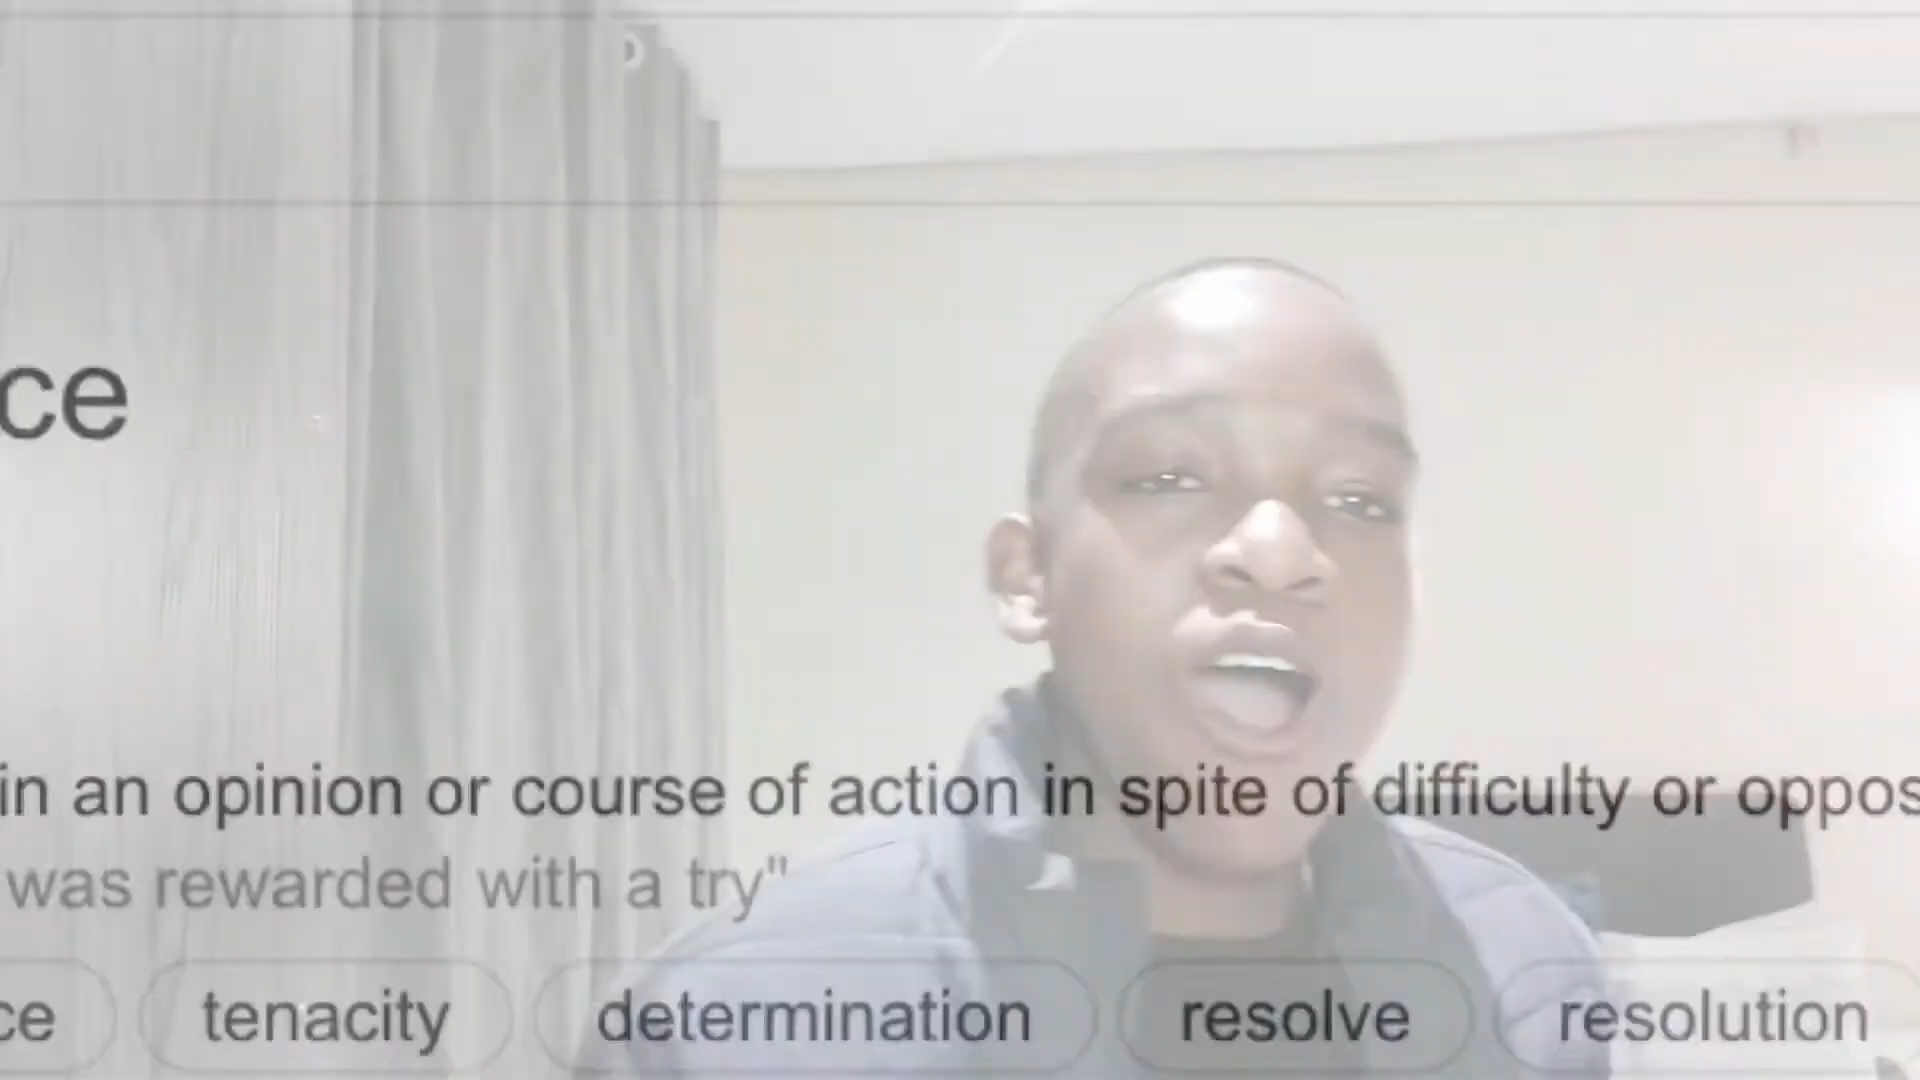 ce
in an opinion or course of action in spite of difficulty or oppos
was rewarded with a try"
ce
tenacity
determination
resolve
resolution